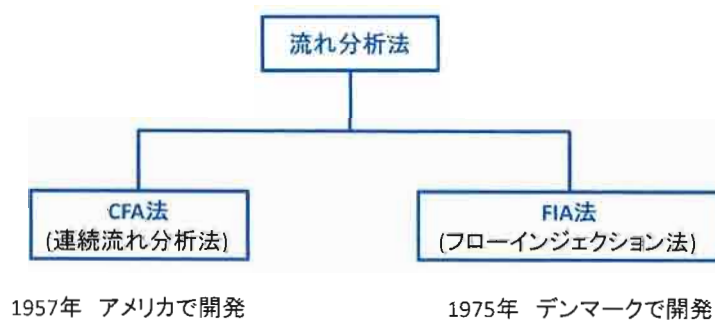 流れ分析法
CFA法
(連続流れ分析法)
FIA法
(フローインジェクション法)
1957年 アメリカで開発
1975年 デンマークで開発